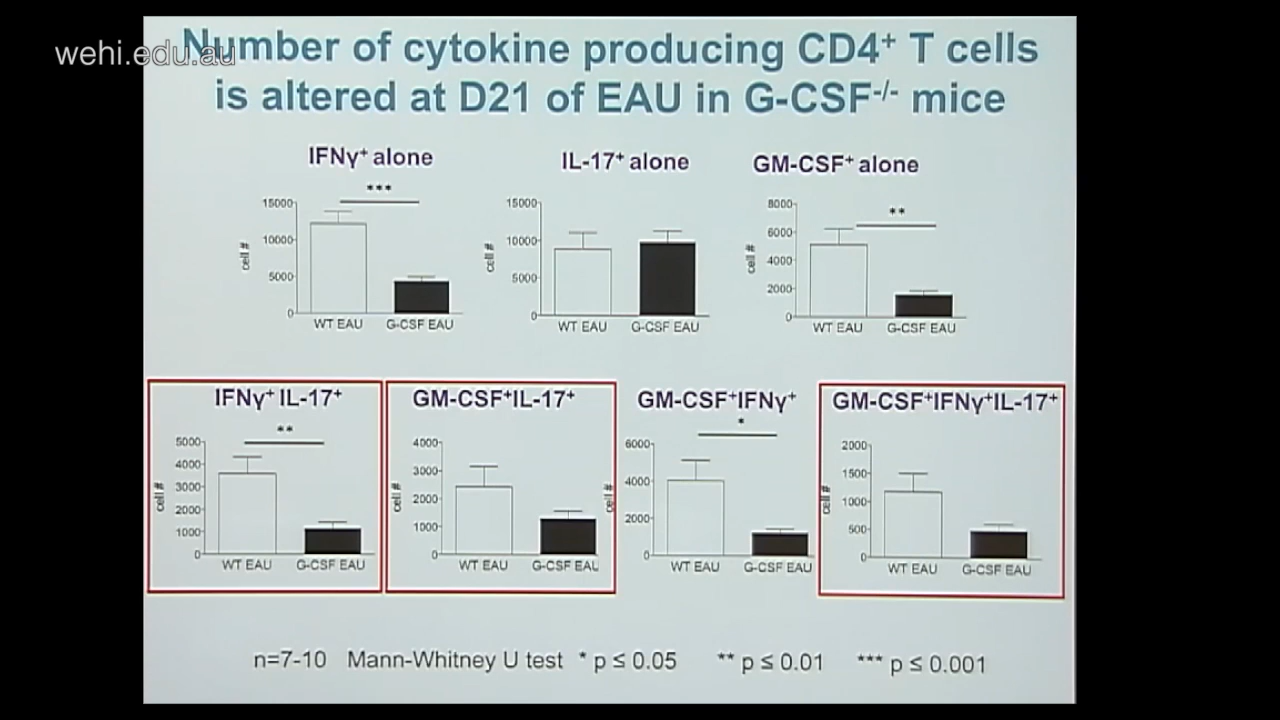 wehi.edu.au
Number of cytokine producing CD4⁺ T cells
is altered at D21 of EAU in G-CSF⁻/⁻ mice
IFNγ⁺ alone
***
15000
10000
5000
0
cell #
WT EAU
G-CSF EAU
IL-17⁺ alone
15000
10000
5000
0
cell #
WT EAU
G-CSF EAU
GM-CSF⁺ alone
**
8000
6000
4000
2000
0
cell #
WT EAU
G-CSF EAU
IFNγ⁺ IL-17⁺
**
5000
4000
3000
2000
1000
0
cell #
WT EAU
G-CSF EAU
GM-CSF⁺IL-17⁺
4000
3000
2000
1000
0
cell #
WT EAU
G-CSF EAU
GM-CSF⁺IFNγ⁺
*
6000
4000
2000
0
cell #
WT EAU
G-CSF EAU
GM-CSF⁺IFNγ⁺IL-17⁺
2000
1500
1000
500
0
cell #
WT EAU
G-CSF EAU
n=7-10 Mann-Whitney U test * p ≤ 0.05 ** p ≤ 0.01 *** p ≤ 0.001